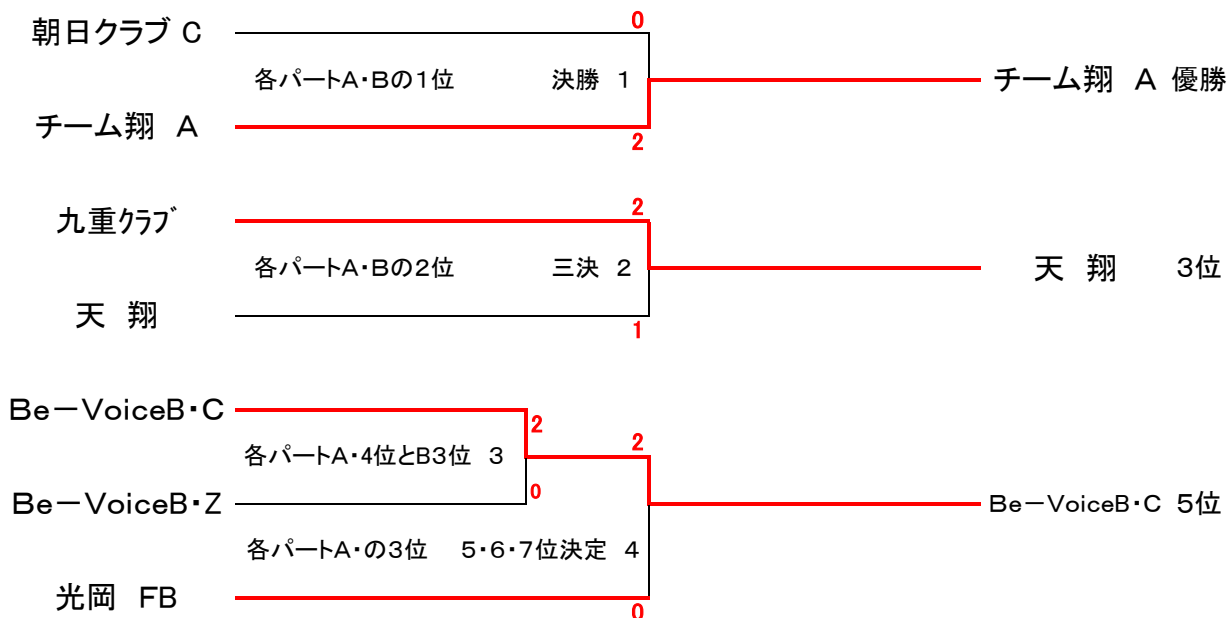 朝日クラブ C
0
各パートA・Bの1位 決勝 1
チーム翔 A 優勝
チーム翔 A
2
九重ｸﾗﾌﾞ
2
各パートA・Bの2位 三決 2
天 翔 3位
天 翔
1
Be－VoiceB・C
2
2
各パートA・4位とB3位 3
Be－VoiceB・Z
0
Be－VoiceB・C 5位
各パートA・の3位 5・6・7位決定 4
光岡 FB
0